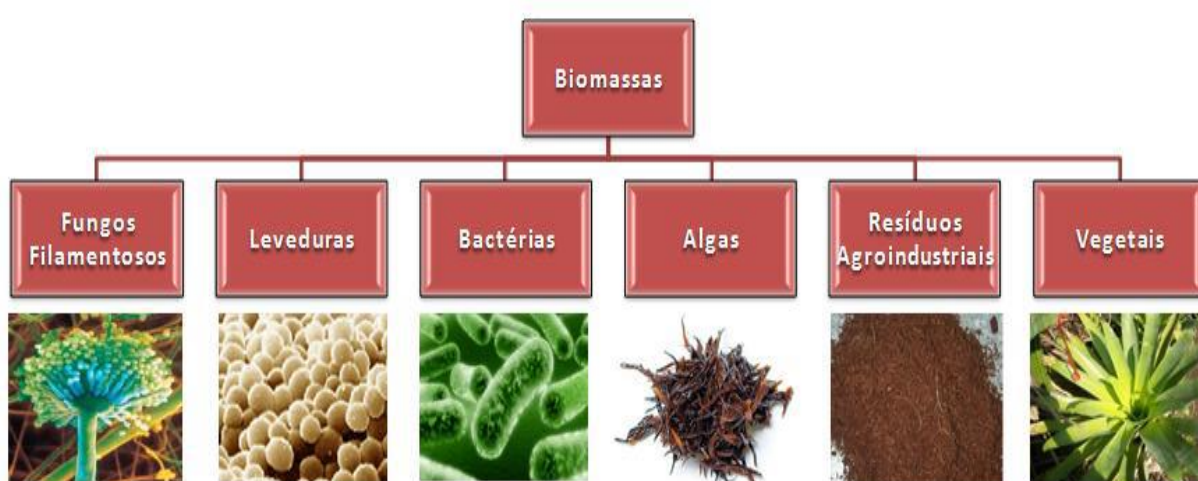 Biomassas
Fungos
Filamentosos
Leveduras
Bactérias
Algas
Resíduos
Agroindustriais
Vegetais